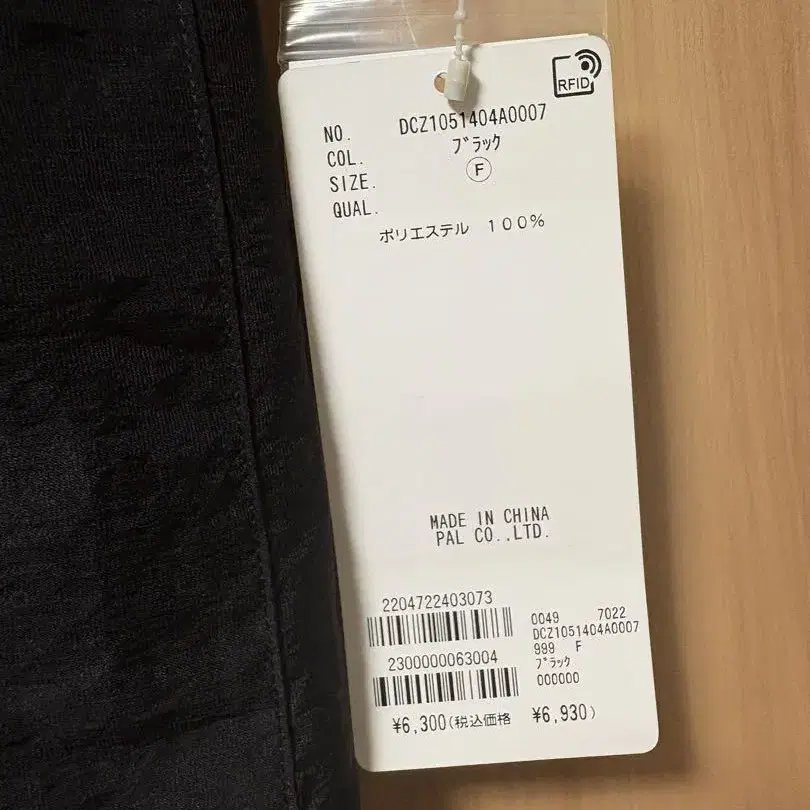 RFID
NO. DCZ1051404A0007
COL. ブラック
SIZE. F
QUAL.
ポリエステル 100%
MADE IN CHINA
PAL CO.,LTD.
2204722403073
2300000063004
0049 7022
DCZ1051404A0007
999 F
ブラック
000000
¥6,300(税込価格 ¥6,930)